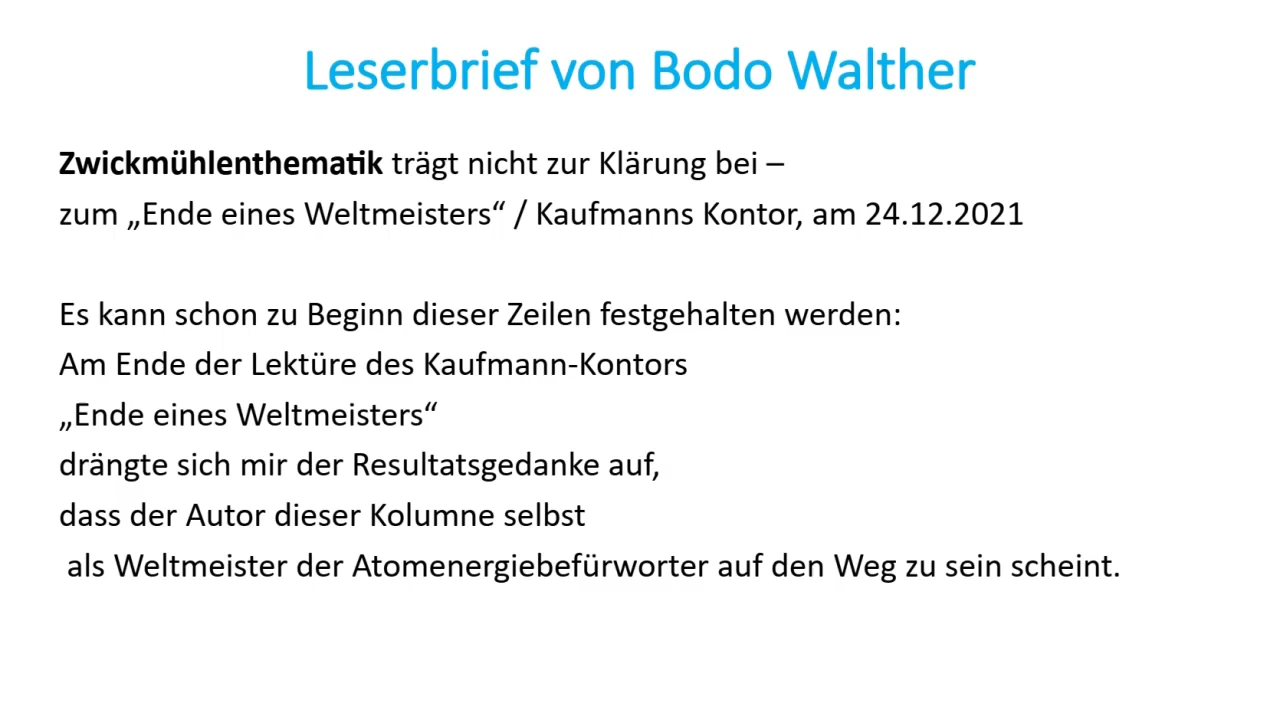 Leserbrief von Bodo Walther
Zwickmühlenthematik trägt nicht zur Klärung bei –
zum „Ende eines Weltmeisters“ / Kaufmanns Kontor, am 24.12.2021
Es kann schon zu Beginn dieser Zeilen festgehalten werden:
Am Ende der Lektüre des Kaufmann-Kontors
„Ende eines Weltmeisters“
drängte sich mir der Resultatsgedanke auf,
dass der Autor dieser Kolumne selbst
als Weltmeister der Atomenergiebefürworter auf den Weg zu sein scheint.